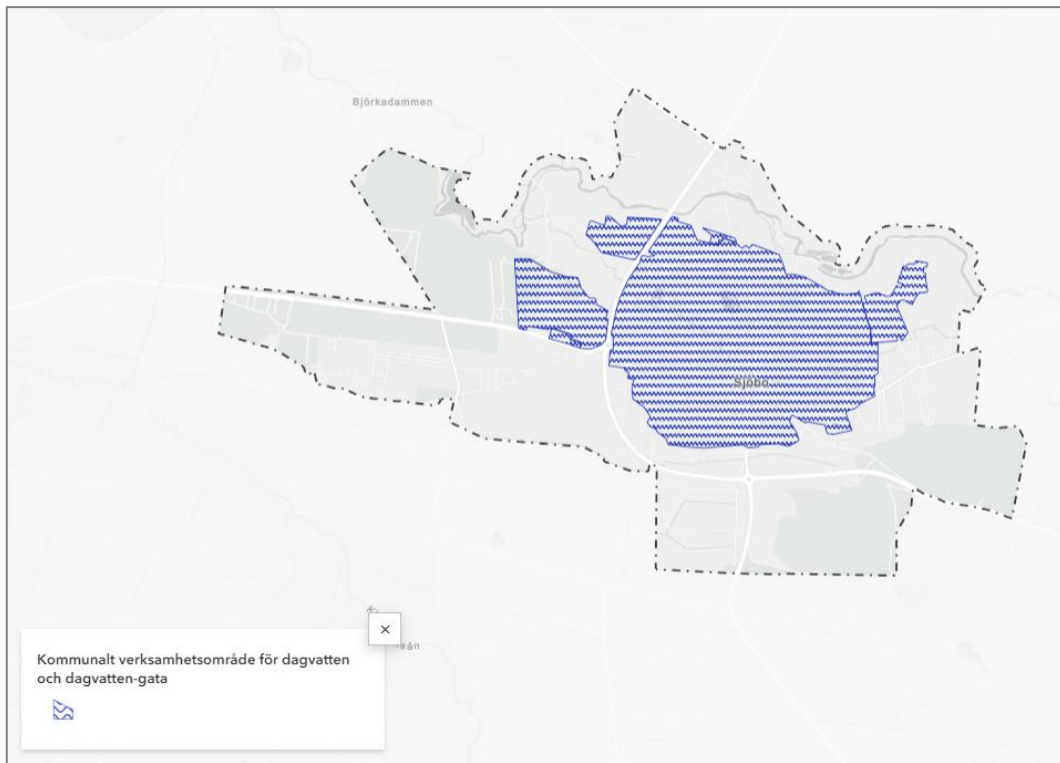 Björkadammen
Sjöbo
Kommunalt verksamhetsområde för dagvatten
och dagvatten-gata